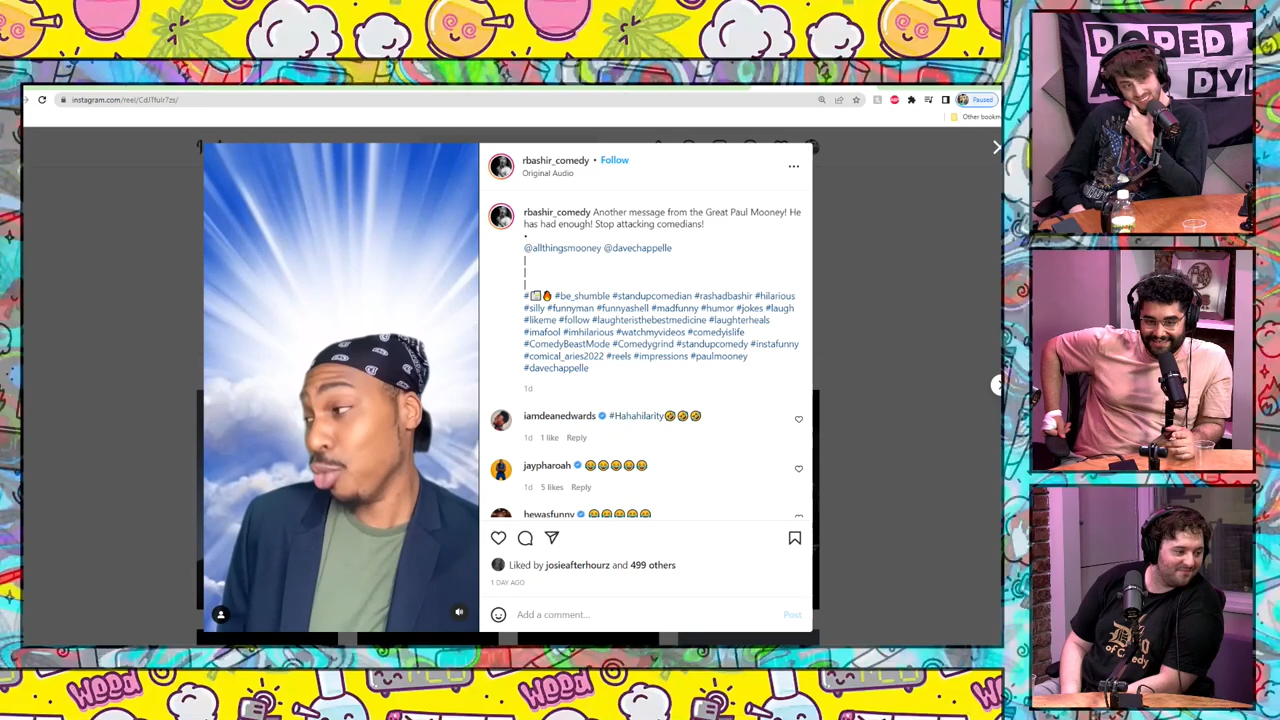 instagram.com/reel/CdJTfulr7zs/
Paused
Other bookm
rbashir_comedy • Follow
Original Audio
rbashir_comedy Another message from the Great Paul Mooney! He
has had enough! Stop attacking comedians!
•
@allthingsmooney @davechappelle
|
|
|
#📋🔥 #be_shumble #standupcomedian #rashadbashir #hilarious
#silly #funnyman #funnyashell #madfunny #humor #jokes #laugh
#likeme #follow #laughteristhebestmedicine #laughterheals
#imafool #imhilarious #watchmyvideos #comedyislife
#ComedyBeastMode #Comedygrind #standupcomedy #instafunny
#comical_aries2022 #reels #impressions #paulmooney
#davechappelle
1d
iamdeanedwards #Hahahilarity🤣🤣🤣
1d 1 like Reply
jaypharoah 😂😂😂😂😂
1d 5 likes Reply
hewasfunny 😂😂😂😂😂
Liked by josieafterhourz and 499 others
1 DAY AGO
Add a comment... Post
DOPED
DY
of Comedy
Wood
Wood